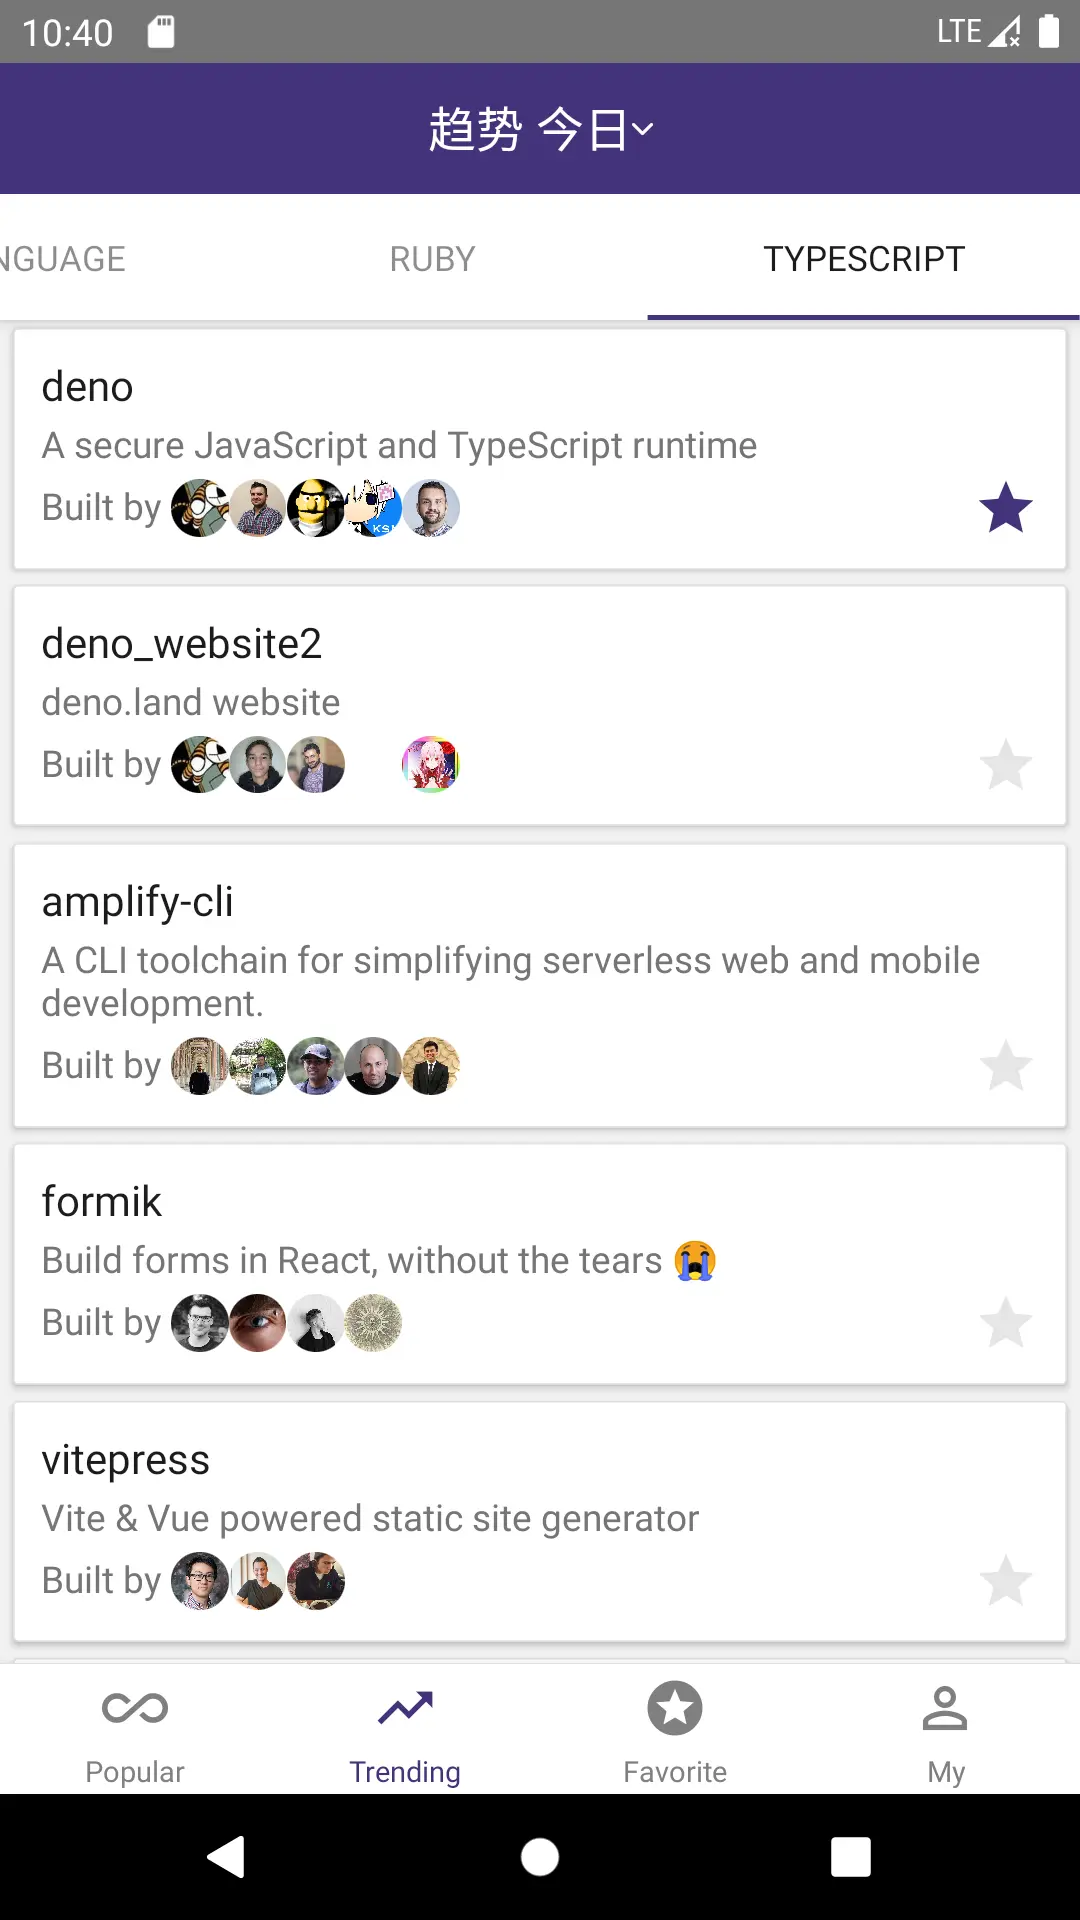 10:40 LTE
趋势 今日
NGUAGE RUBY TYPESCRIPT
deno
A secure JavaScript and TypeScript runtime
Built by
deno_website2
deno.land website
Built by
amplify-cli
A CLI toolchain for simplifying serverless web and mobile
development.
Built by
formik
Build forms in React, without the tears 😭
Built by
vitepress
Vite & Vue powered static site generator
Built by
Popular Trending Favorite My